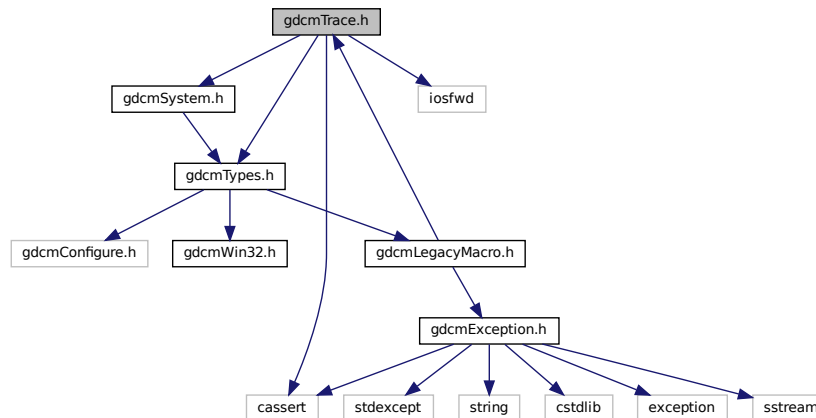 gdcmTrace.h
gdcmSystem.h
iosfwd
gdcmTypes.h
gdcmConfigure.h
gdcmWin32.h
gdcmLegacyMacro.h
gdcmException.h
cassert
stdexcept
string
cstdlib
exception
sstream